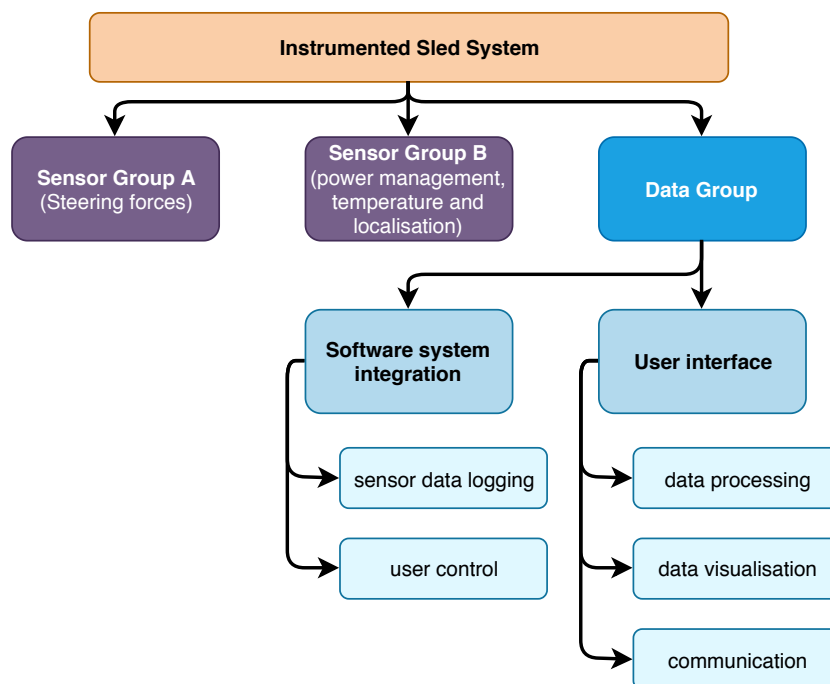 Instrumented Sled System
Sensor Group A
(Steering forces)
Sensor Group B
(power management,
temperature and
localisation)
Data Group
Software system
integration
User interface
sensor data logging
user control
data processing
data visualisation
communication